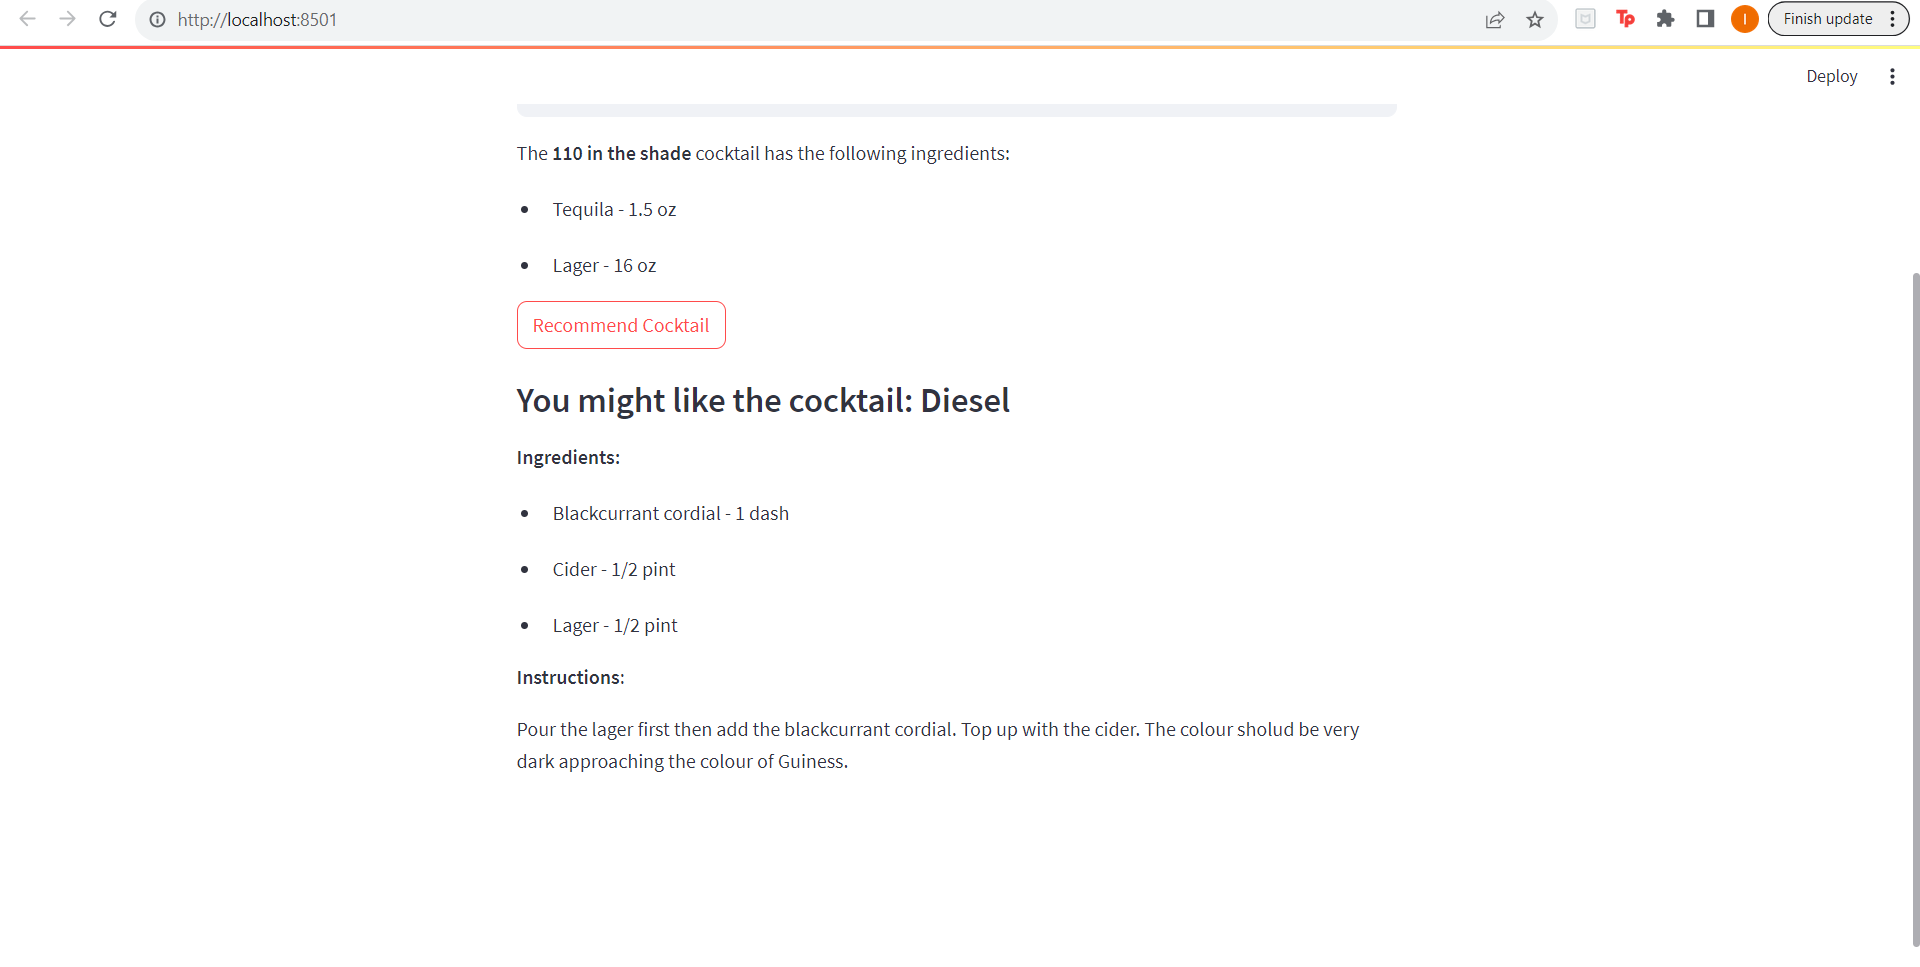 http://localhost:8501
Tp
I
Finish update
Deploy
The 110 in the shade cocktail has the following ingredients:
• Tequila - 1.5 oz
• Lager - 16 oz
Recommend Cocktail
You might like the cocktail: Diesel
Ingredients:
• Blackcurrant cordial - 1 dash
• Cider - 1/2 pint
• Lager - 1/2 pint
Instructions:
Pour the lager first then add the blackcurrant cordial. Top up with the cider. The colour sholud be very
dark approaching the colour of Guiness.